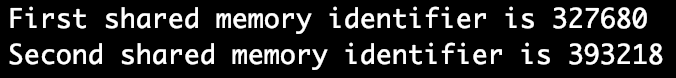 First shared memory identifier is 327680
Second shared memory identifier is 393218